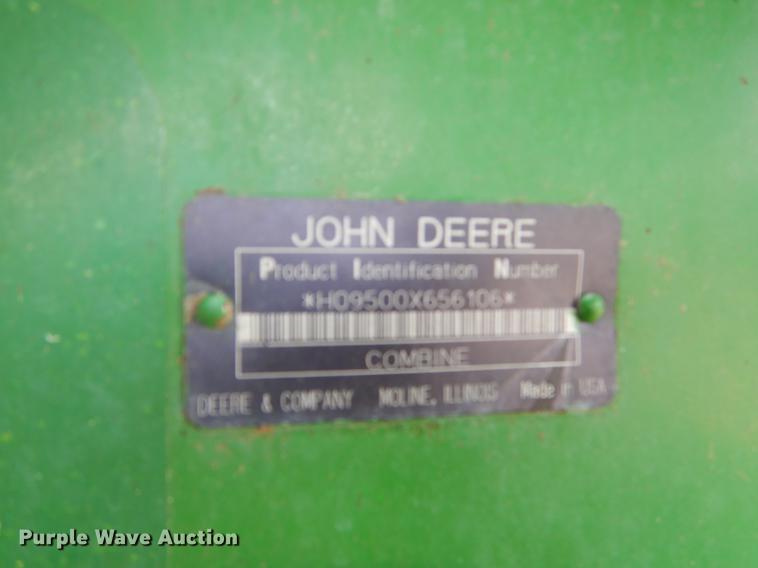 JOHN DEERE
Product Identification Number
*H09500X656106*
COMBINE
DEERE & COMPANY MOLINE, ILLINOIS Made in USA
Purple Wave Auction